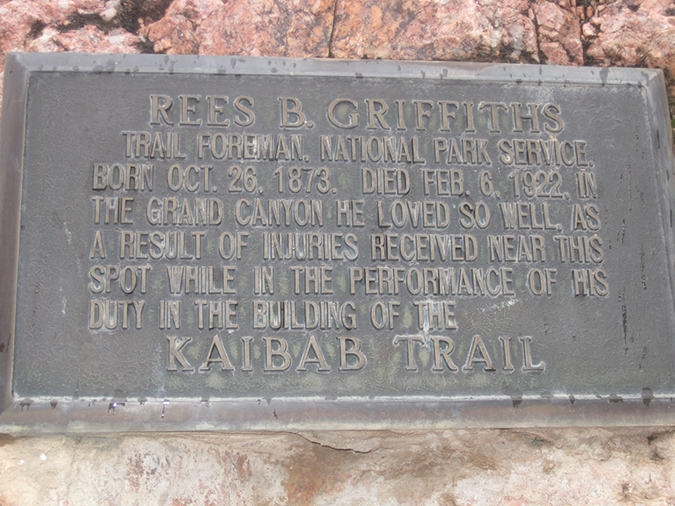 REES B. GRIFFITHS
TRAIL FOREMAN, NATIONAL PARK SERVICE.
BORN OCT. 26, 1873. DIED FEB. 6, 1922, IN
THE GRAND CANYON HE LOVED SO WELL, AS
A RESULT OF INJURIES RECEIVED NEAR THIS
SPOT WHILE IN THE PERFORMANCE OF HIS
DUTY IN THE BUILDING OF THE
KAIBAB TRAIL